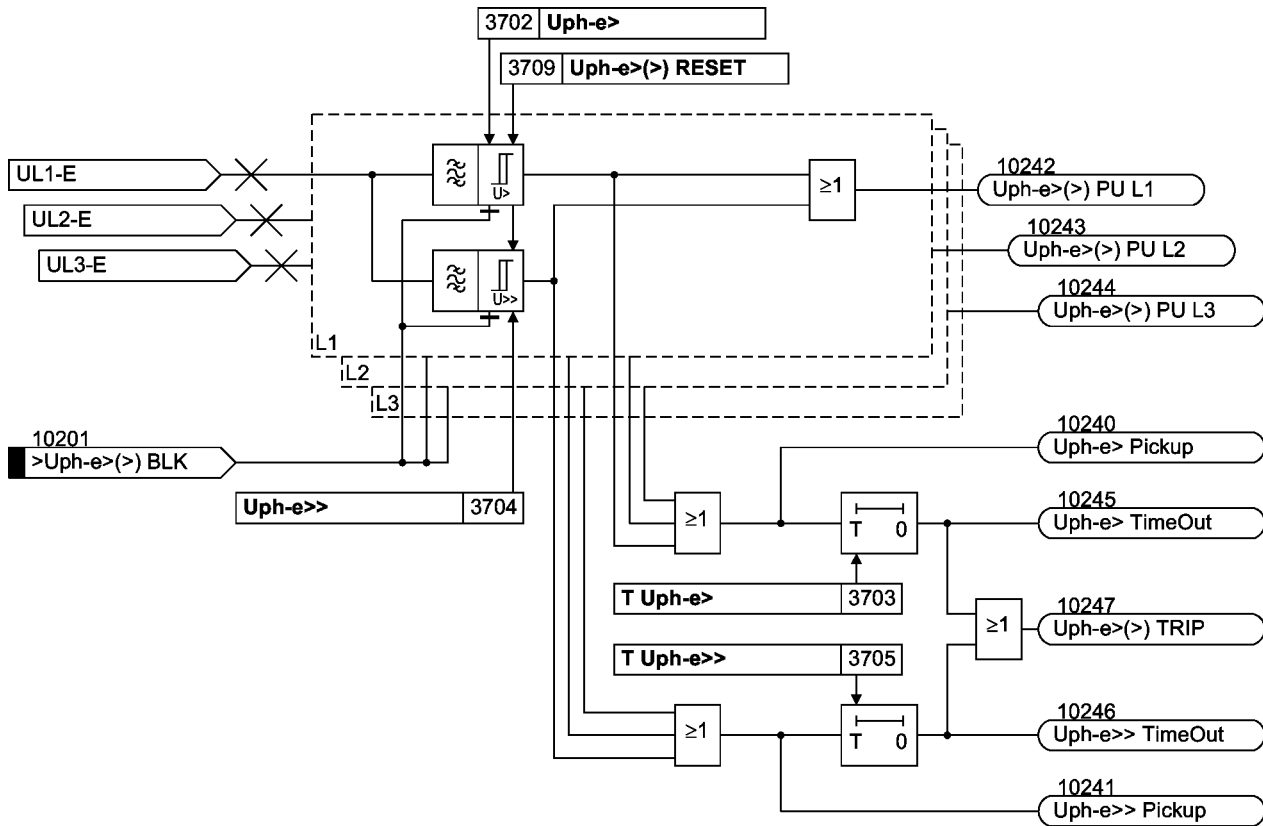 3702 Uph-e>
3709 Uph-e>(>) RESET
UL1-E
UL2-E
UL3-E
U>
U>>
≥1
10242
Uph-e>(>) PU L1
10243
Uph-e>(>) PU L2
10244
Uph-e>(>) PU L3
L1
L2
L3
10201
>Uph-e>(>) BLK
Uph-e>> 3704
10240
Uph-e> Pickup
≥1
T 0
10245
Uph-e> TimeOut
T Uph-e> 3703
≥1
10247
Uph-e>(>) TRIP
T Uph-e>> 3705
≥1
T 0
10246
Uph-e>> TimeOut
10241
Uph-e>> Pickup